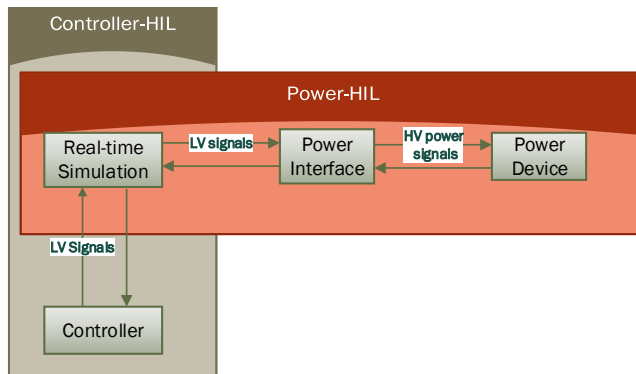 Controller-HIL
Power-HIL
Real-time
Simulation
LV signals
Power
Interface
HV power
signals
Power
Device
LV Signals
Controller